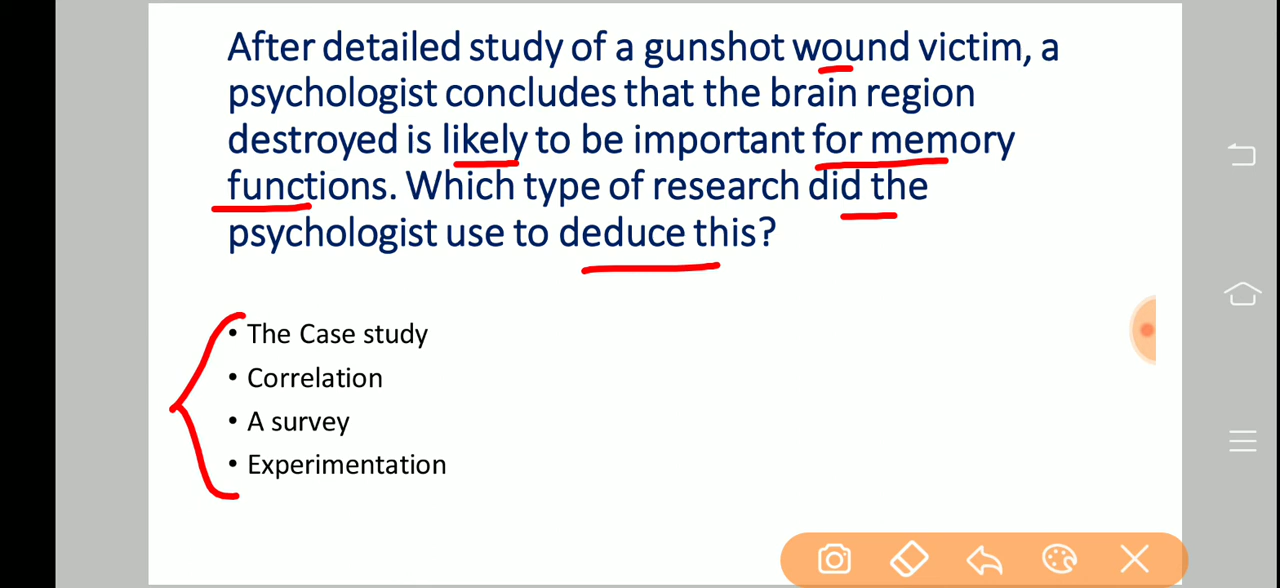 After detailed study of a gunshot wound victim, a
psychologist concludes that the brain region
destroyed is likely to be important for memory
functions. Which type of research did the
psychologist use to deduce this?
• The Case study
• Correlation
• A survey
• Experimentation